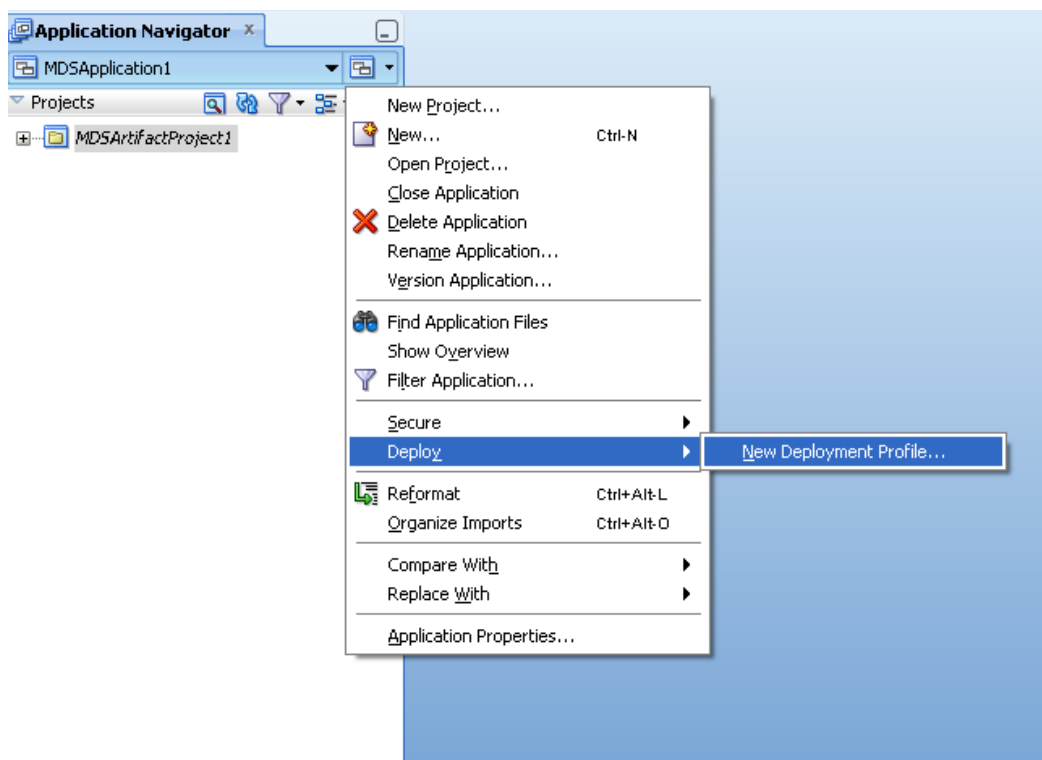 Application Navigator x
MDSApplication1
Projects
MDSArtifactProject1
New Project...
New... Ctrl-N
Open Project...
Close Application
Delete Application
Rename Application...
Version Application...
Find Application Files
Show Overview
Filter Application...
Secure
Deploy
New Deployment Profile...
Reformat Ctrl+Alt-L
Organize Imports Ctrl+Alt-O
Compare With
Replace With
Application Properties...